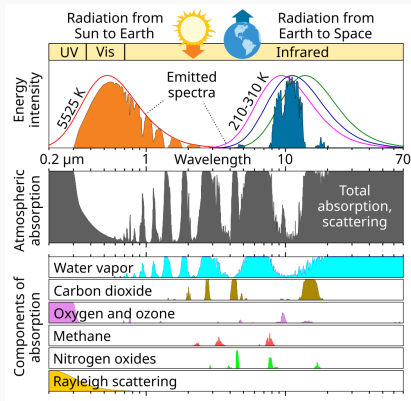 Radiation from
Sun to Earth
Radiation from
Earth to Space
UV Vis Infrared
Energy
intensity
5525 K
Emitted
spectra
210-310 K
0.2 μm 1 Wavelength 10 70
Atmospheric
absorption
Total
absorption,
scattering
Components of
absorption
Water vapor
Carbon dioxide
Oxygen and ozone
Methane
Nitrogen oxides
Rayleigh scattering